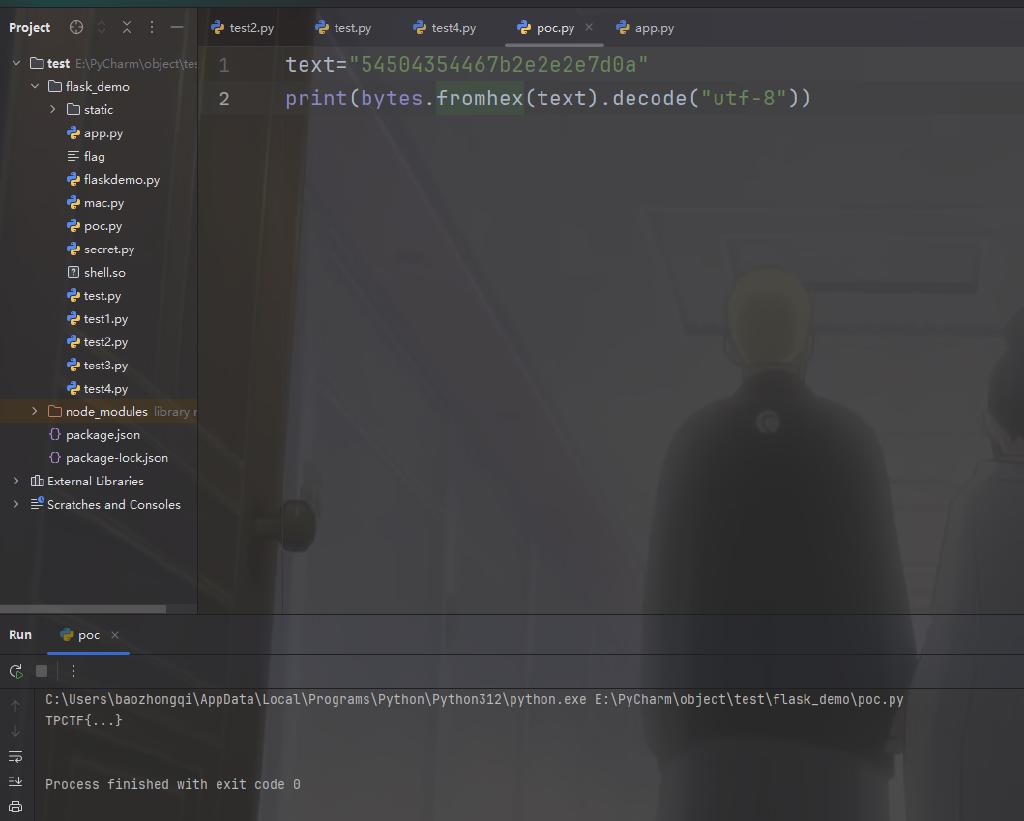 Project
test2.py
test.py
test4.py
poc.py
app.py
test E:\PyCharm\object\tes
flask_demo
static
app.py
flag
flaskdemo.py
mac.py
poc.py
secret.py
shell.so
test.py
test1.py
test2.py
test3.py
test4.py
node_modules library r
package.json
package-lock.json
External Libraries
Scratches and Consoles
1 text="54504354467b2e2e2e7d0a"
2 print(bytes.fromhex(text).decode("utf-8"))
Run poc
C:\Users\baozhongqi\AppData\Local\Programs\Python\Python312\python.exe E:\PyCharm\object\test\flask_demo\poc.py
TPCTF{...}
Process finished with exit code 0